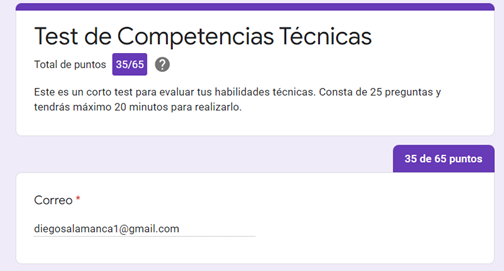 Test de Competencias Técnicas
Total de puntos 35/65 ?
Este es un corto test para evaluar tus habilidades técnicas. Consta de 25 preguntas y
tendrás máximo 20 minutos para realizarlo.
35 de 65 puntos
Correo *
diegosalamanca1@gmail.com